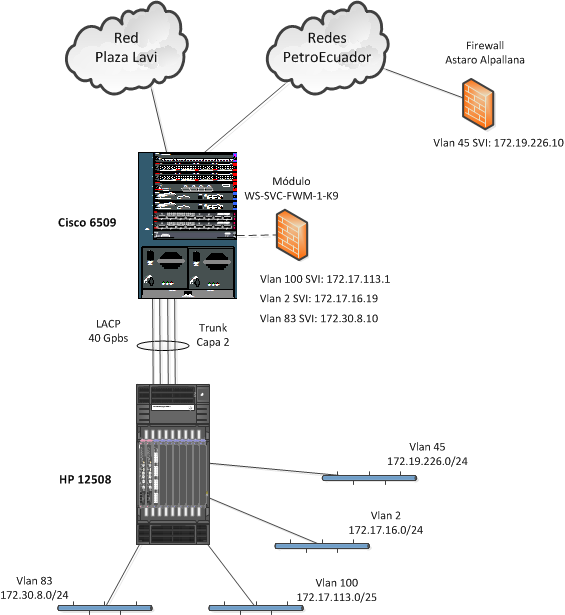 Red
Plaza Lavi
Redes
PetroEcuador
Firewall
Astaro Alpallana
Vlan 45 SVI: 172.19.226.10
Módulo
WS-SVC-FWM-1-K9
Cisco 6509
Vlan 100 SVI: 172.17.113.1
Vlan 2 SVI: 172.17.16.19
Vlan 83 SVI: 172.30.8.10
LACP
40 Gpbs
Trunk
Capa 2
HP 12508
Vlan 45
172.19.226.0/24
Vlan 2
172.17.16.0/24
Vlan 83
172.30.8.0/24
Vlan 100
172.17.113.0/25